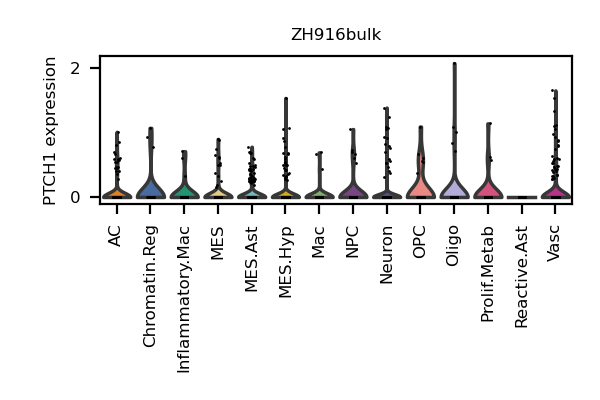 ZH916bulk
PTCH1 expression
2
0
AC
Chromatin.Reg
Inflammatory.Mac
MES
MES.Ast
MES.Hyp
Mac
NPC
Neuron
OPC
Oligo
Prolif.Metab
Reactive.Ast
Vasc